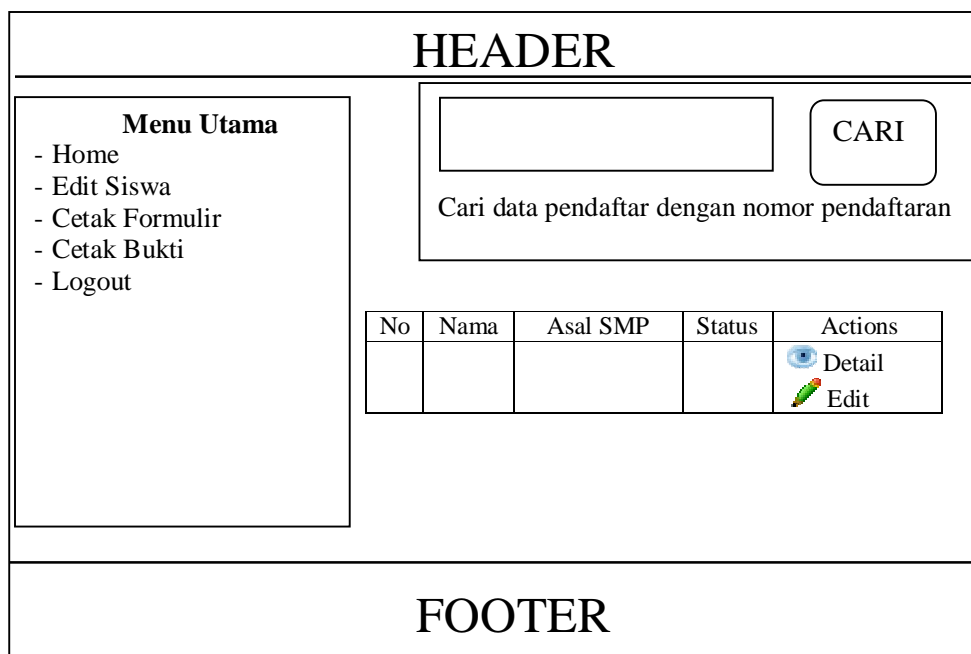 HEADER
Menu Utama
- Home
- Edit Siswa
- Cetak Formulir
- Cetak Bukti
- Logout
CARI
Cari data pendaftar dengan nomor pendaftaran
No Nama Asal SMP Status Actions
Detail
Edit
FOOTER